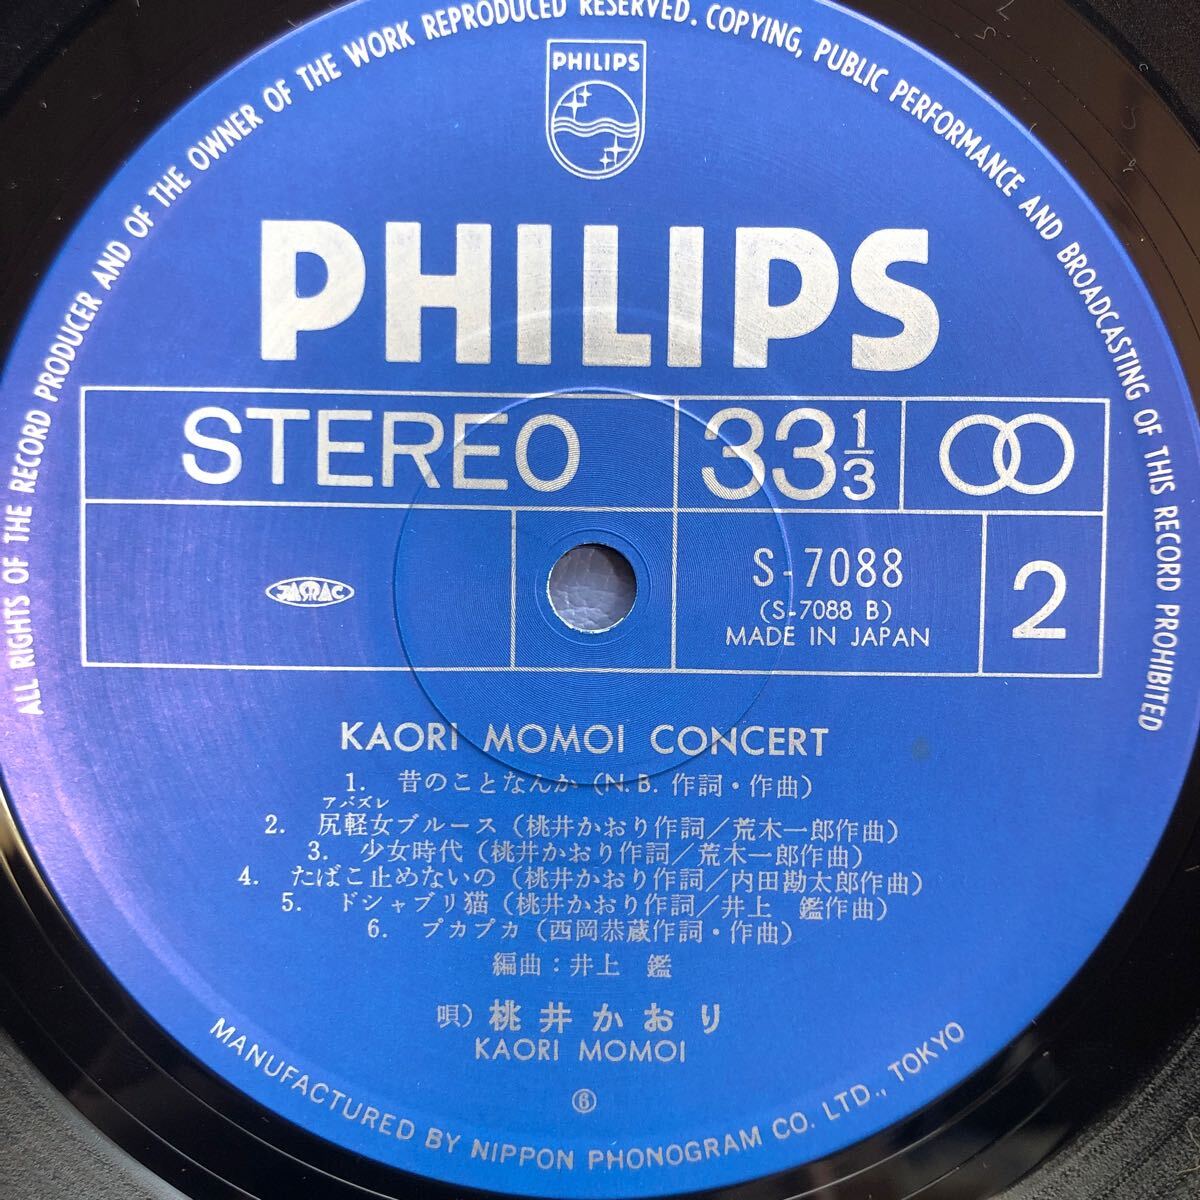 ALL RIGHTS OF THE RECORD PRODUCER AND OF THE OWNER OF THE WORK REPRODUCED RESERVED. COPYING, PUBLIC PERFORMANCE AND BROADCASTING OF THIS RECORD PROHIBITED
PHILIPS
PHILIPS
STEREO 33 1/3
JASRAC
S-7088
(S-7088 B)
MADE IN JAPAN
2
KAORI MOMOI CONCERT
1. 昔のことなんか (N.B. 作詞・作曲)
アバズレ
2. 尻軽女ブルース (桃井かおり作詞/荒木一郎作曲)
3. 少女時代 (桃井かおり作詞/荒木一郎作曲)
4. たばこ止めないの (桃井かおり作詞/内田勘太郎作曲)
5. ドシャブリ猫 (桃井かおり作詞/井上 鑑作曲)
6. プカプカ (西岡恭蔵作詞・作曲)
編曲:井上 鑑
唄) 桃井かおり
KAORI MOMOI
⑥
MANUFACTURED BY NIPPON PHONOGRAM CO. LTD., TOKYO